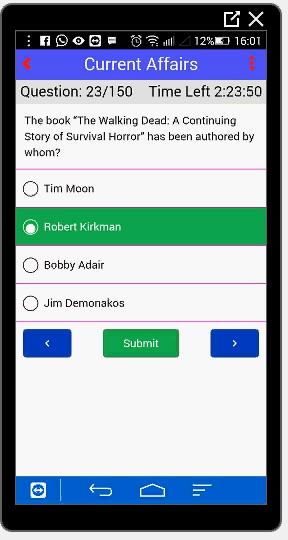 12% 16:01
Current Affairs
Question: 23/150 Time Left 2:23:50
The book “The Walking Dead: A Continuing
Story of Survival Horror” has been authored by
whom?
Tim Moon
Robert Kirkman
Bobby Adair
Jim Demonakos
<
Submit
>